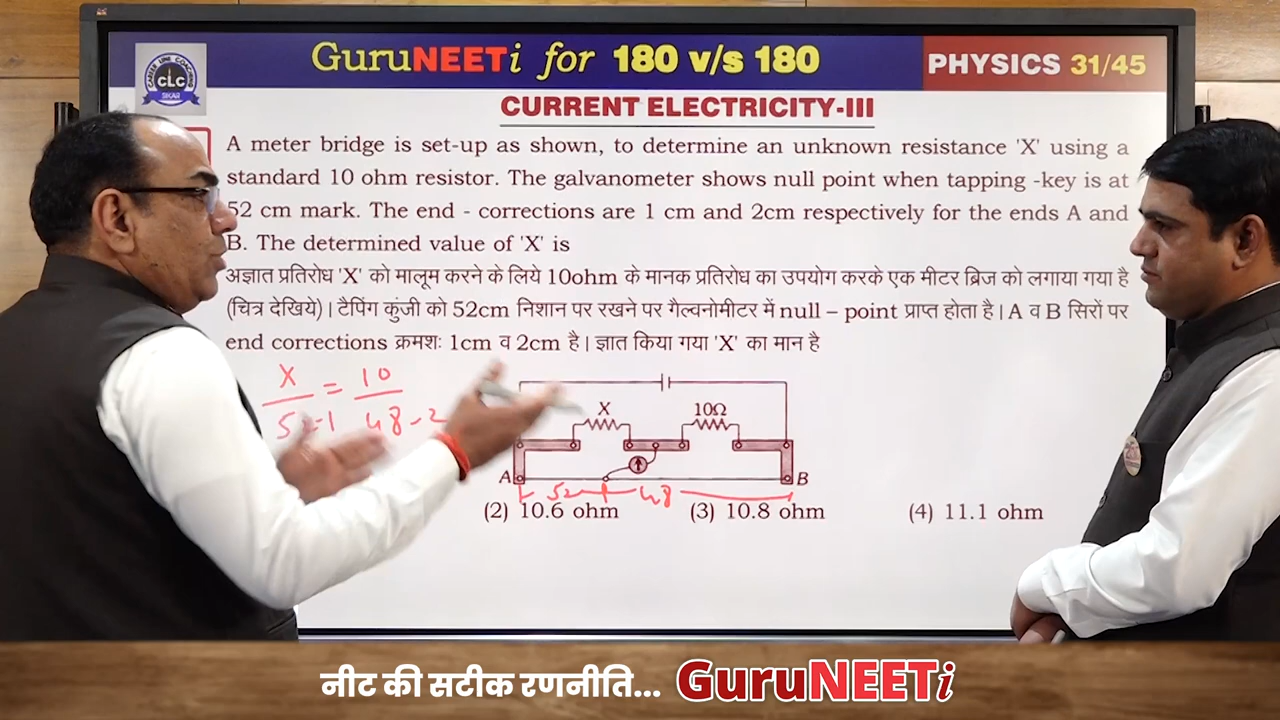 GuruNEETi for 180 v/s 180
PHYSICS 31/45
CAREER LINE COACHING
CLC
SIKAR
CURRENT ELECTRICITY-III
A meter bridge is set-up as shown, to determine an unknown resistance 'X' using a
standard 10 ohm resistor. The galvanometer shows null point when tapping -key is at
52 cm mark. The end - corrections are 1 cm and 2cm respectively for the ends A and
B. The determined value of 'X' is
अज्ञात प्रतिरोध 'X' को मालूम करने के लिये 10ohm के मानक प्रतिरोध का उपयोग करके एक मीटर ब्रिज को लगाया गया है
(चित्र देखिये)। टैपिंग कुंजी को 52cm निशान पर रखने पर गैल्वनोमीटर में null – point प्राप्त होता है। A व B सिरों पर
end corrections क्रमशः 1cm व 2cm है। ज्ञात किया गया 'X' का मान है
X = 10
48-2
X 10Ω
A B
52 48
(2) 10.6 ohm (3) 10.8 ohm (4) 11.1 ohm
नीट की सटीक रणनीति... GuruNEETi